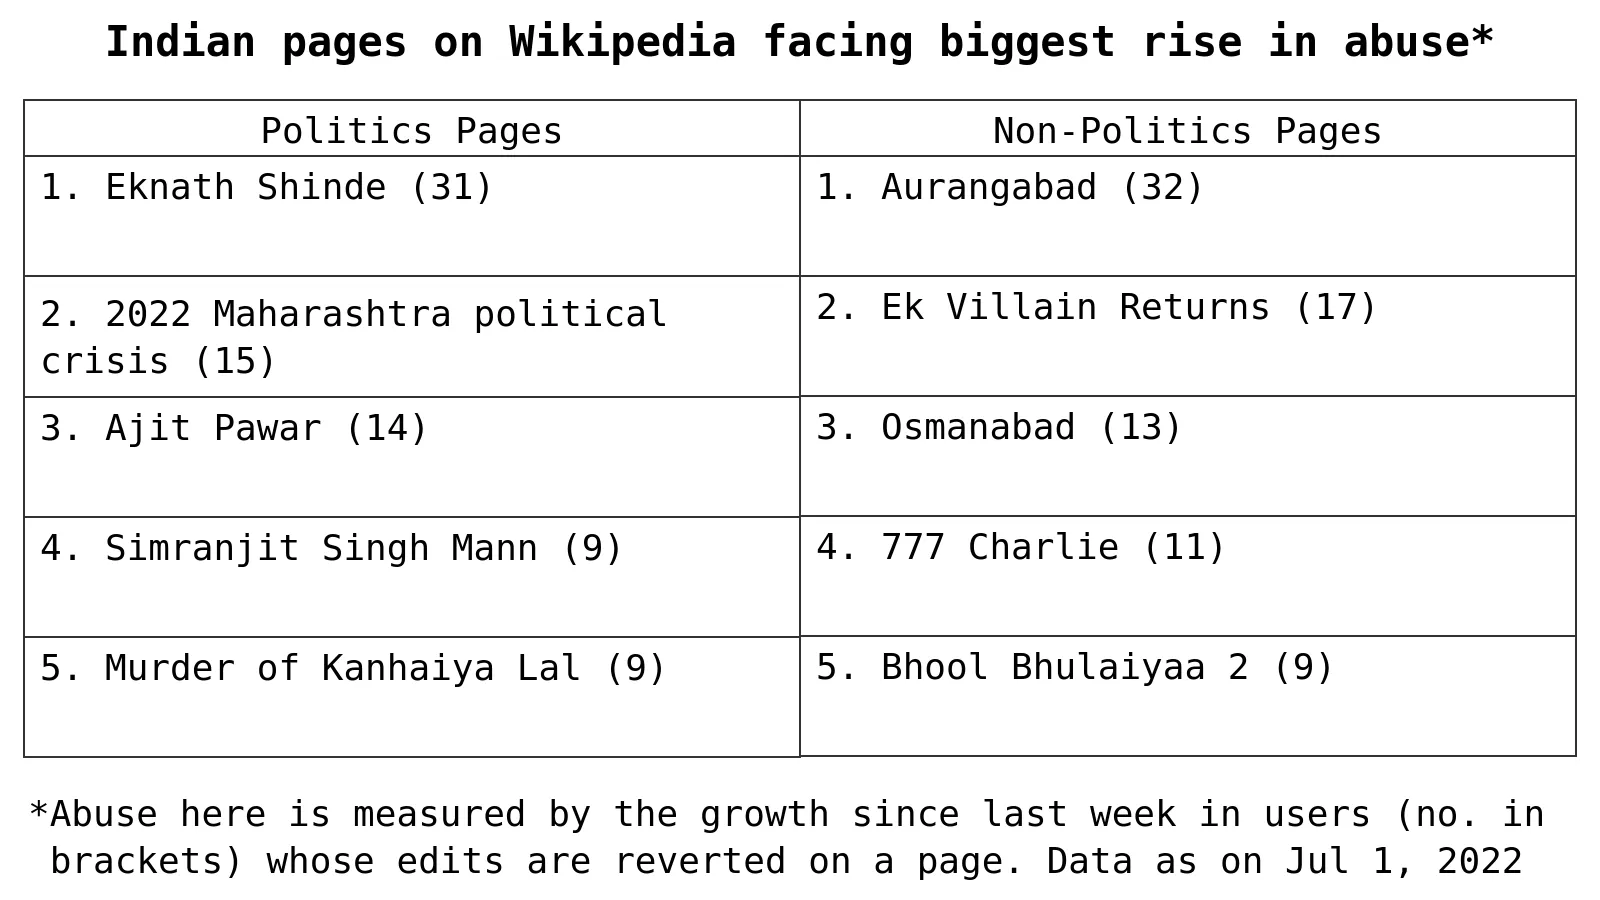 Indian pages on Wikipedia facing biggest rise in abuse*
Politics Pages
Non-Politics Pages
1. Eknath Shinde (31)
1. Aurangabad (32)
2. 2022 Maharashtra political
crisis (15)
2. Ek Villain Returns (17)
3. Ajit Pawar (14)
3. Osmanabad (13)
4. Simranjit Singh Mann (9)
4. 777 Charlie (11)
5. Murder of Kanhaiya Lal (9)
5. Bhool Bhulaiyaa 2 (9)
*Abuse here is measured by the growth since last week in users (no. in
brackets) whose edits are reverted on a page. Data as on Jul 1, 2022